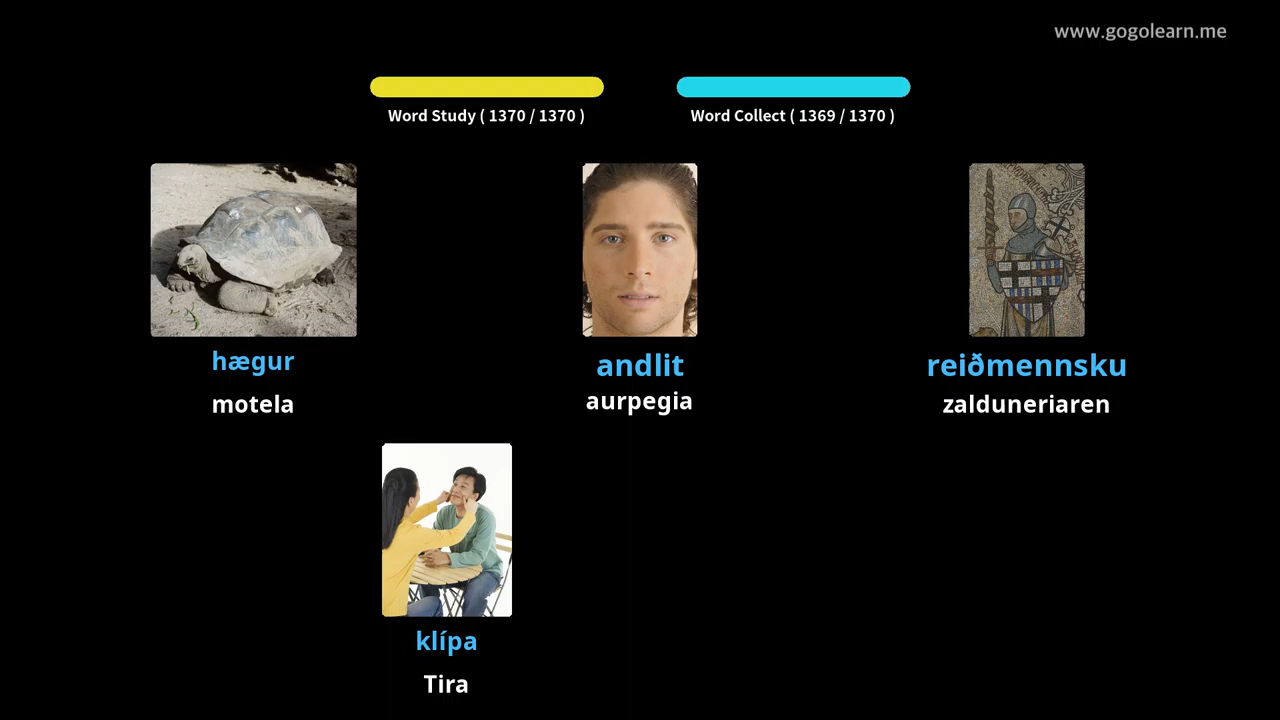 www.gogolearn.me
Word Study ( 1370 / 1370 )
Word Collect ( 1369 / 1370 )
hægur
motela
andlit
aurpegia
reiðmennsku
zalduneriaren
klípa
Tira